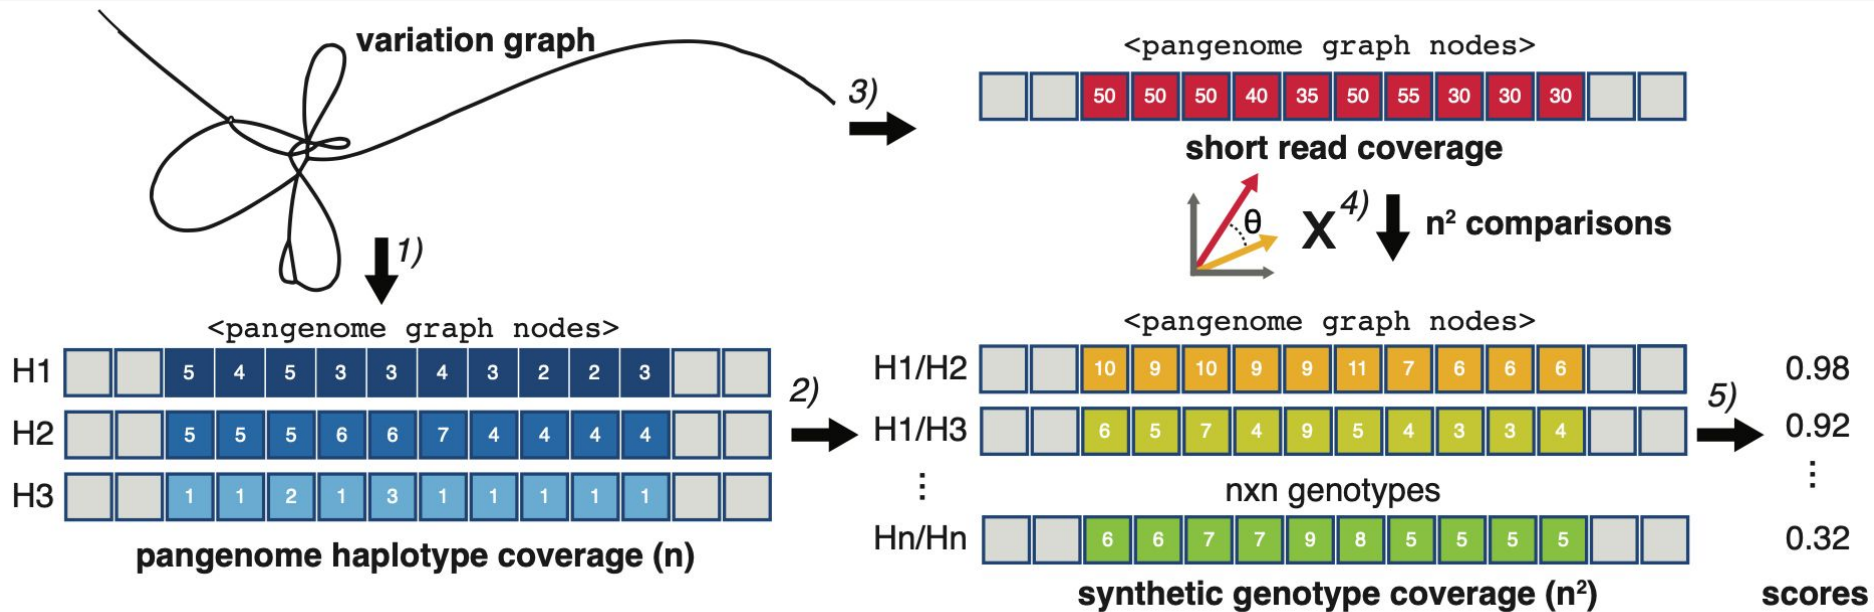 variation graph
3)
<pangenome graph nodes>
50 50 50 40 35 50 55 30 30 30
short read coverage
θ X 4) n² comparisons
1)
<pangenome graph nodes>
H1 5 4 5 3 3 4 3 2 2 3
H2 5 5 5 6 6 7 4 4 4 4
H3 1 1 2 1 3 1 1 1 1 1
pangenome haplotype coverage (n)
2)
<pangenome graph nodes>
H1/H2 10 9 10 9 9 11 7 6 6 6
H1/H3 6 5 7 4 9 5 4 3 3 4
⋮ nxn genotypes
Hn/Hn 6 6 7 7 9 8 5 5 5 5
synthetic genotype coverage (n²)
5)
0.98
0.92
⋮
0.32
scores